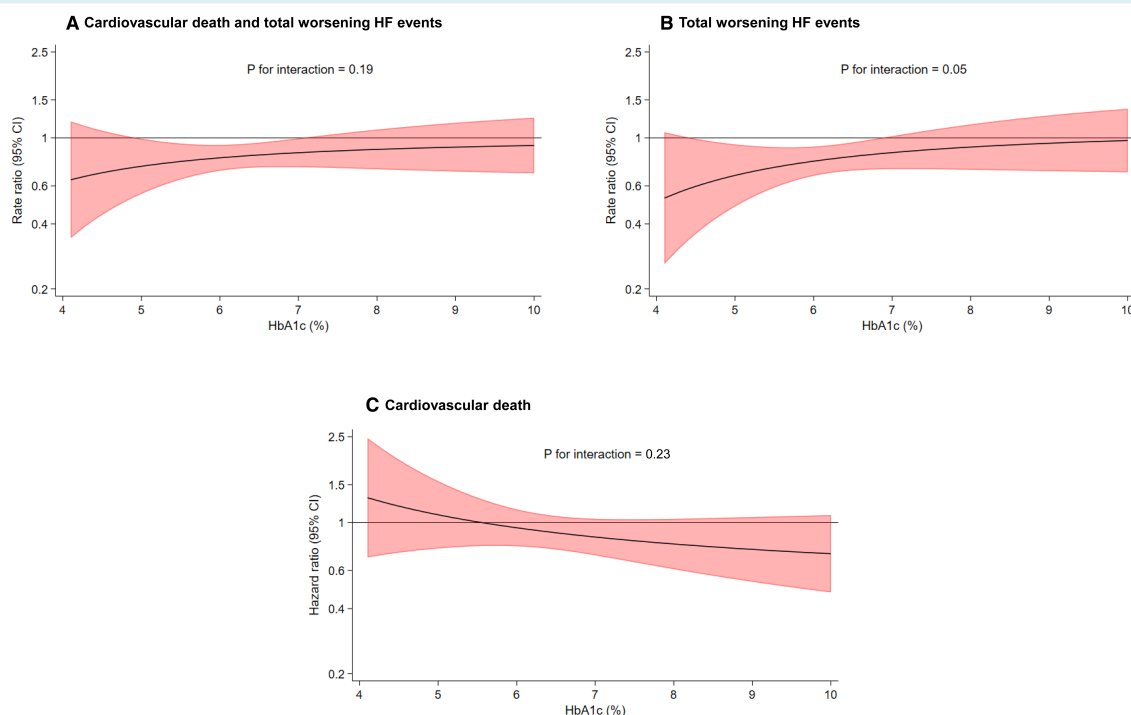 A Cardiovascular death and total worsening HF events
2.5
1.5
1
0.6
0.4
0.2
Rate ratio (95% CI)
P for interaction = 0.19
4 5 6 7 8 9 10
HbA1c (%)
B Total worsening HF events
2.5
1.5
1
0.6
0.4
0.2
Rate ratio (95% CI)
P for interaction = 0.05
4 5 6 7 8 9 10
HbA1c (%)
C Cardiovascular death
2.5
1.5
1
0.6
0.4
0.2
Hazard ratio (95% CI)
P for interaction = 0.23
4 5 6 7 8 9 10
HbA1c (%)